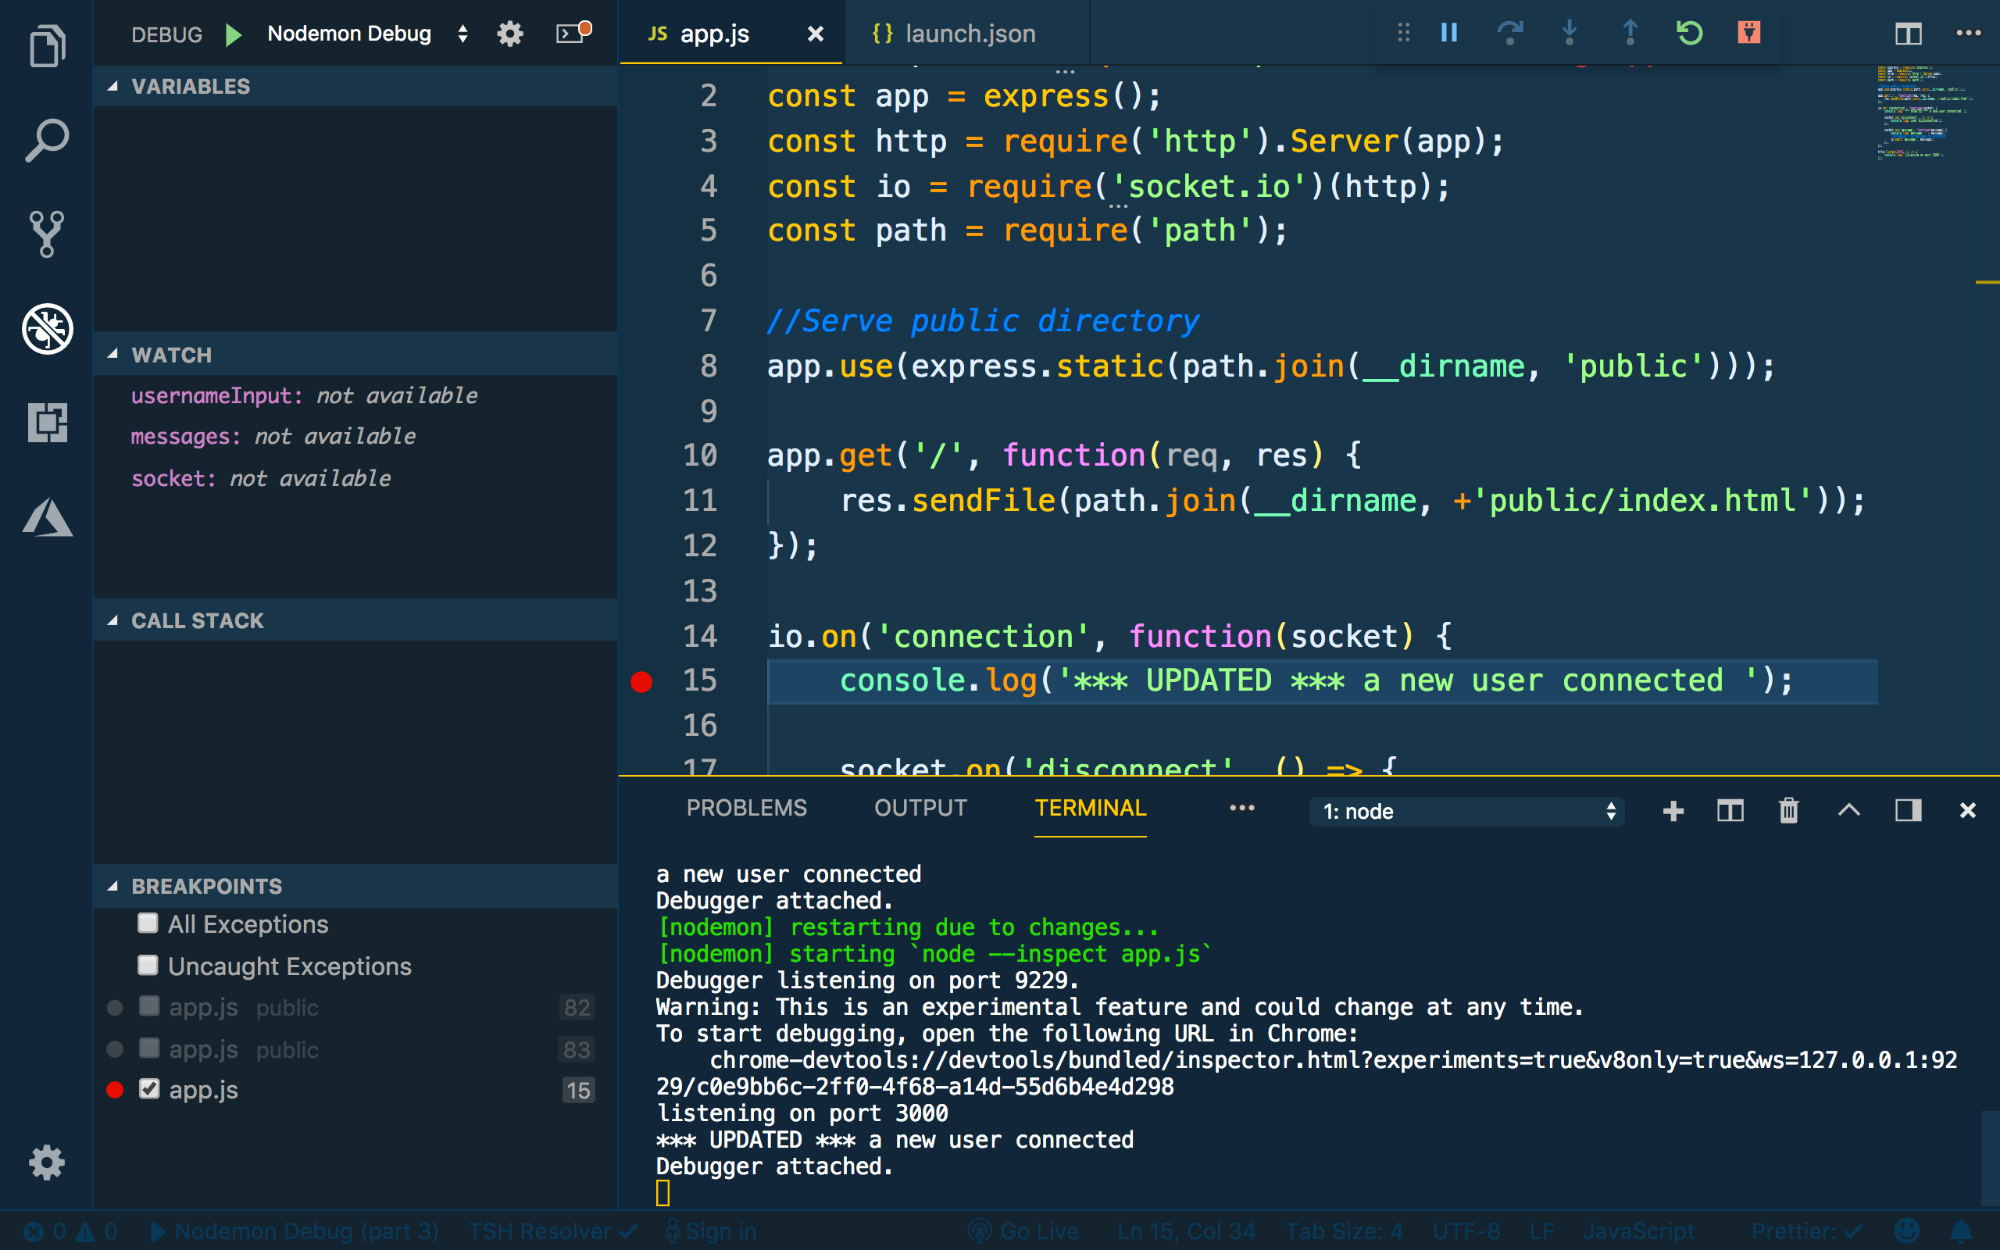 DEBUG Nodemon Debug
VARIABLES
WATCH
usernameInput: not available
messages: not available
socket: not available
CALL STACK
BREAKPOINTS
All Exceptions
Uncaught Exceptions
app.js public 82
app.js public 83
app.js 15
JS app.js
{} launch.json
2 const app = express();
3 const http = require('http').Server(app);
4 const io = require('socket.io')(http);
5 const path = require('path');
6
7 //Serve public directory
8 app.use(express.static(path.join(__dirname, 'public')));
9
10 app.get('/', function(req, res) {
11 res.sendFile(path.join(__dirname, +'public/index.html'));
12 });
13
14 io.on('connection', function(socket) {
15 console.log('*** UPDATED *** a new user connected ');
16
17 socket.on('disconnect', () => {
PROBLEMS OUTPUT TERMINAL ••• 1: node
a new user connected
Debugger attached.
[nodemon] restarting due to changes...
[nodemon] starting `node --inspect app.js`
Debugger listening on port 9229.
Warning: This is an experimental feature and could change at any time.
To start debugging, open the following URL in Chrome:
chrome-devtools://devtools/bundled/inspector.html?experiments=true&v8only=true&ws=127.0.0.1:92
29/c0e9bb6c-2ff0-4f68-a14d-55d6b4e4d298
listening on port 3000
*** UPDATED *** a new user connected
Debugger attached.
0 0 Nodemon Debug (part 3) TSH Resolver ✓ Sign in Go Live Ln 15, Col 34 Tab Size: 4 UTF-8 LF JavaScript Prettier: ✓